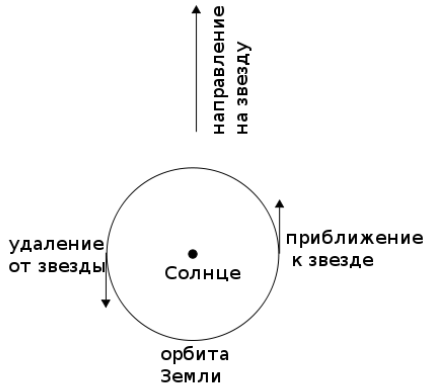 направление
на звезду
удаление
от звезды
Солнце
приближение
к звезде
орбита
Земли